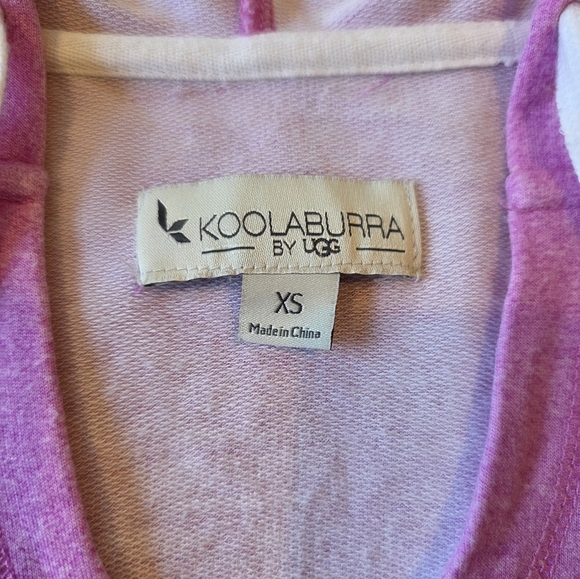 KOOLABURRA
BY UGG
XS
Made in China